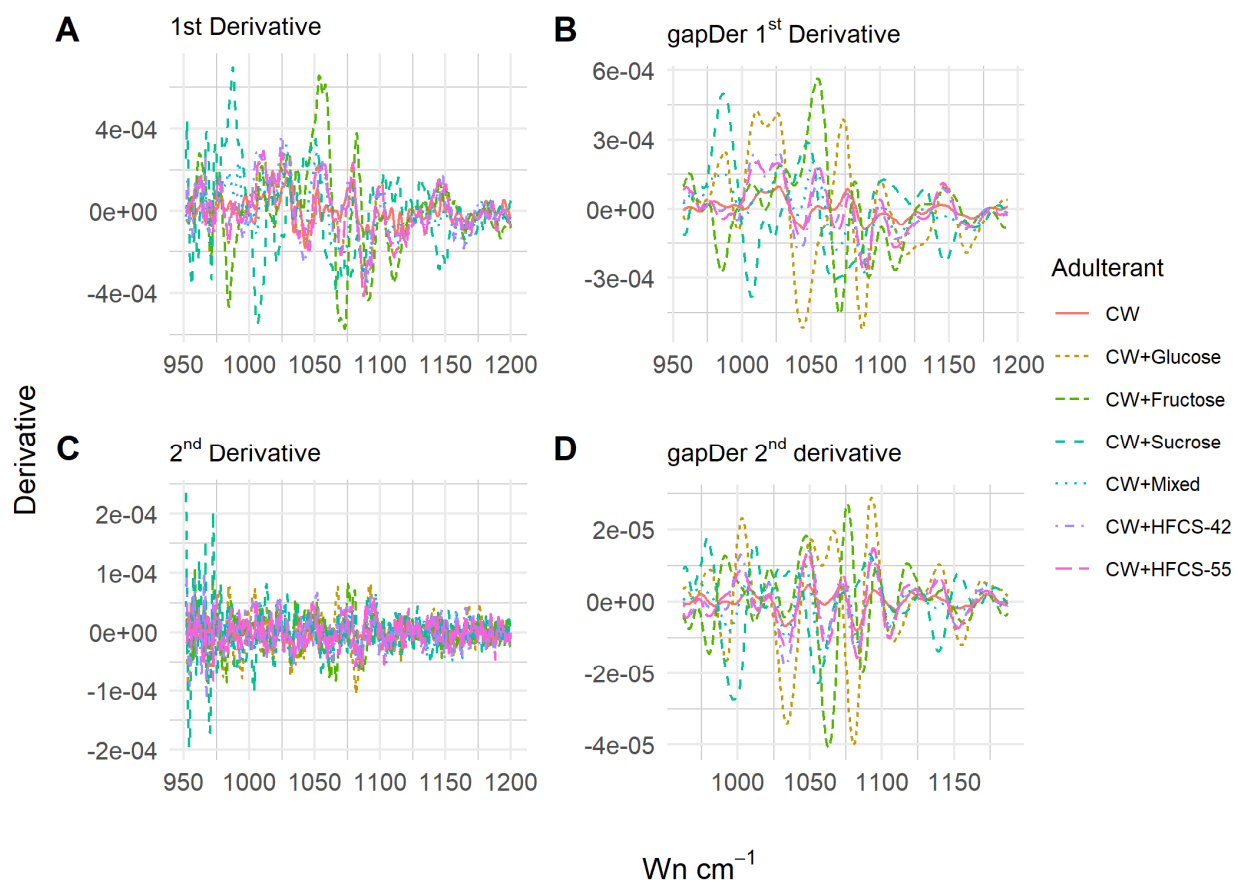 A 1st Derivative
4e-04
0e+00
-4e-04
950 1000 1050 1100 1150 1200
B gapDer 1st Derivative
6e-04
3e-04
0e+00
-3e-04
1000 1050 1100 1150 1200
C 2nd Derivative
2e-04
1e-04
0e+00
-1e-04
-2e-04
950 1000 1050 1100 1150 1200
D gapDer 2nd derivative
2e-05
0e+00
-2e-05
-4e-05
1000 1050 1100 1150
Derivative
Wn cm−1
Adulterant
CW
CW+Glucose
CW+Fructose
CW+Sucrose
CW+Mixed
CW+HFCS-42
CW+HFCS-55